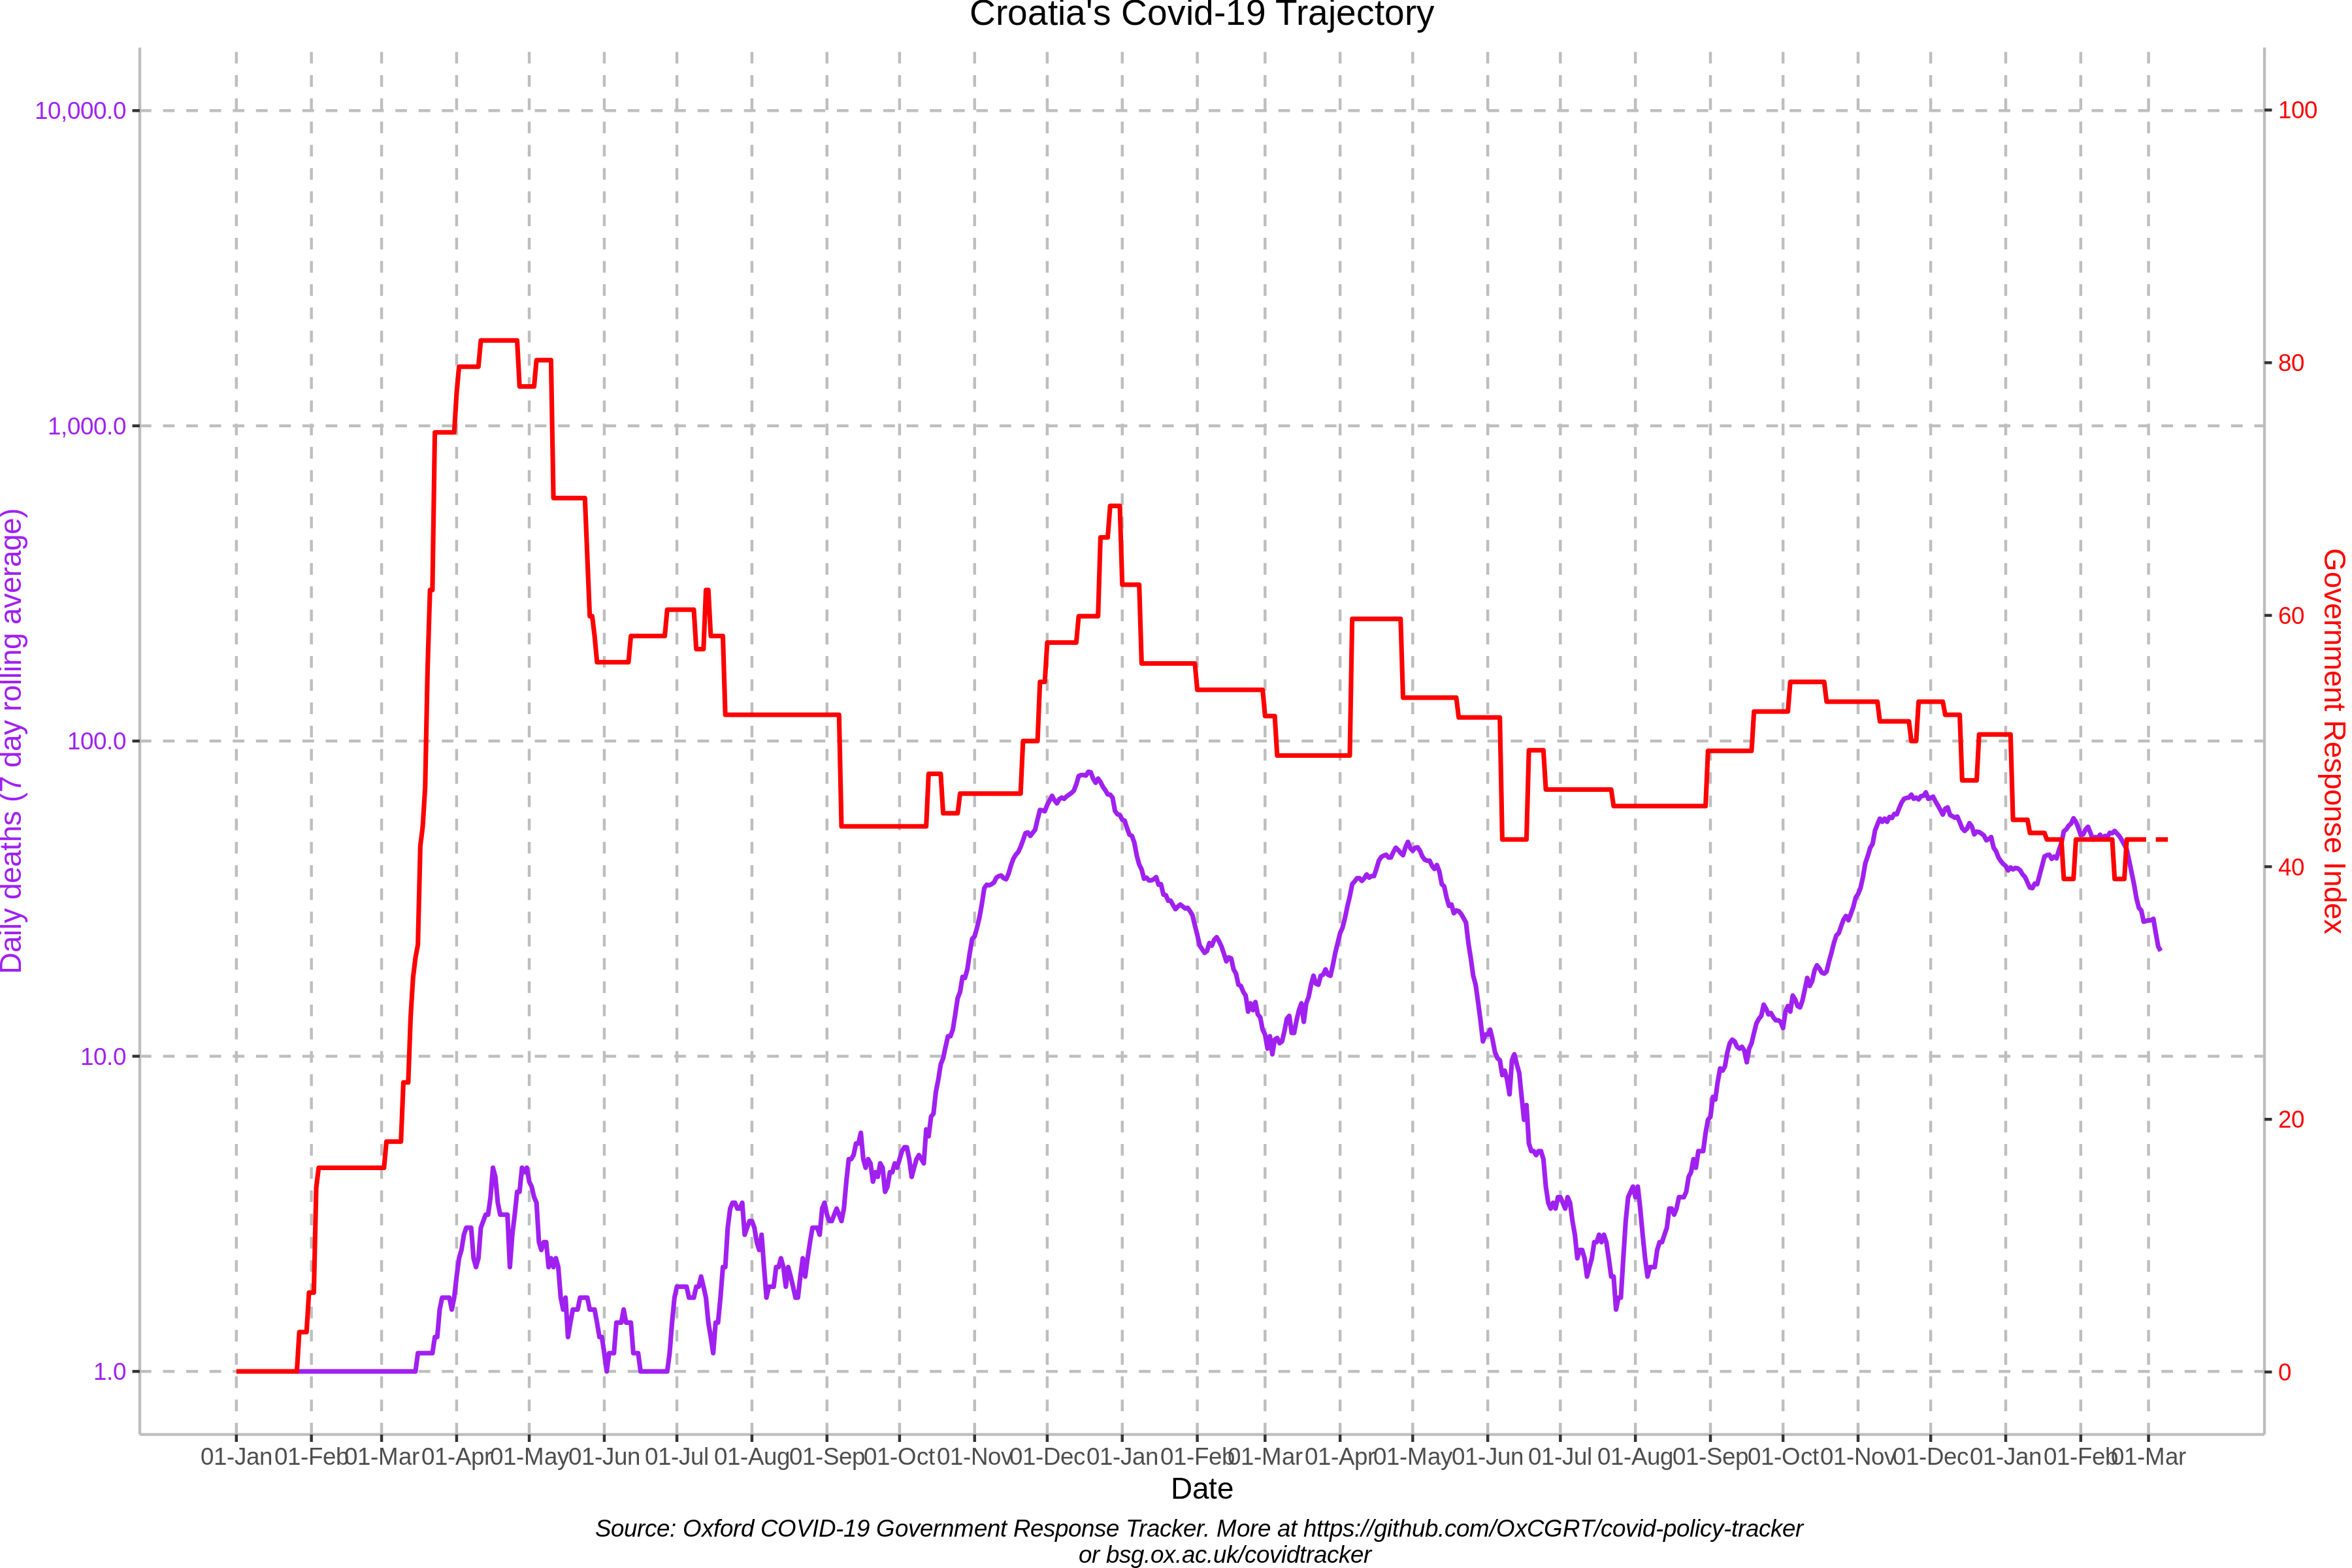 Croatia's Covid-19 Trajectory
10,000.0
1,000.0
100.0
10.0
1.0
Daily deaths (7 day rolling average)
100
80
60
40
20
0
Government Response Index
01-Jan 01-Feb 01-Mar 01-Apr 01-May 01-Jun 01-Jul 01-Aug 01-Sep 01-Oct 01-Nov 01-Dec 01-Jan 01-Feb 01-Mar 01-Apr 01-May 01-Jun 01-Jul 01-Aug 01-Sep 01-Oct 01-Nov 01-Dec 01-Jan 01-Feb 01-Mar
Date
Source: Oxford COVID-19 Government Response Tracker. More at https://github.com/OxCGRT/covid-policy-tracker
or bsg.ox.ac.uk/covidtracker